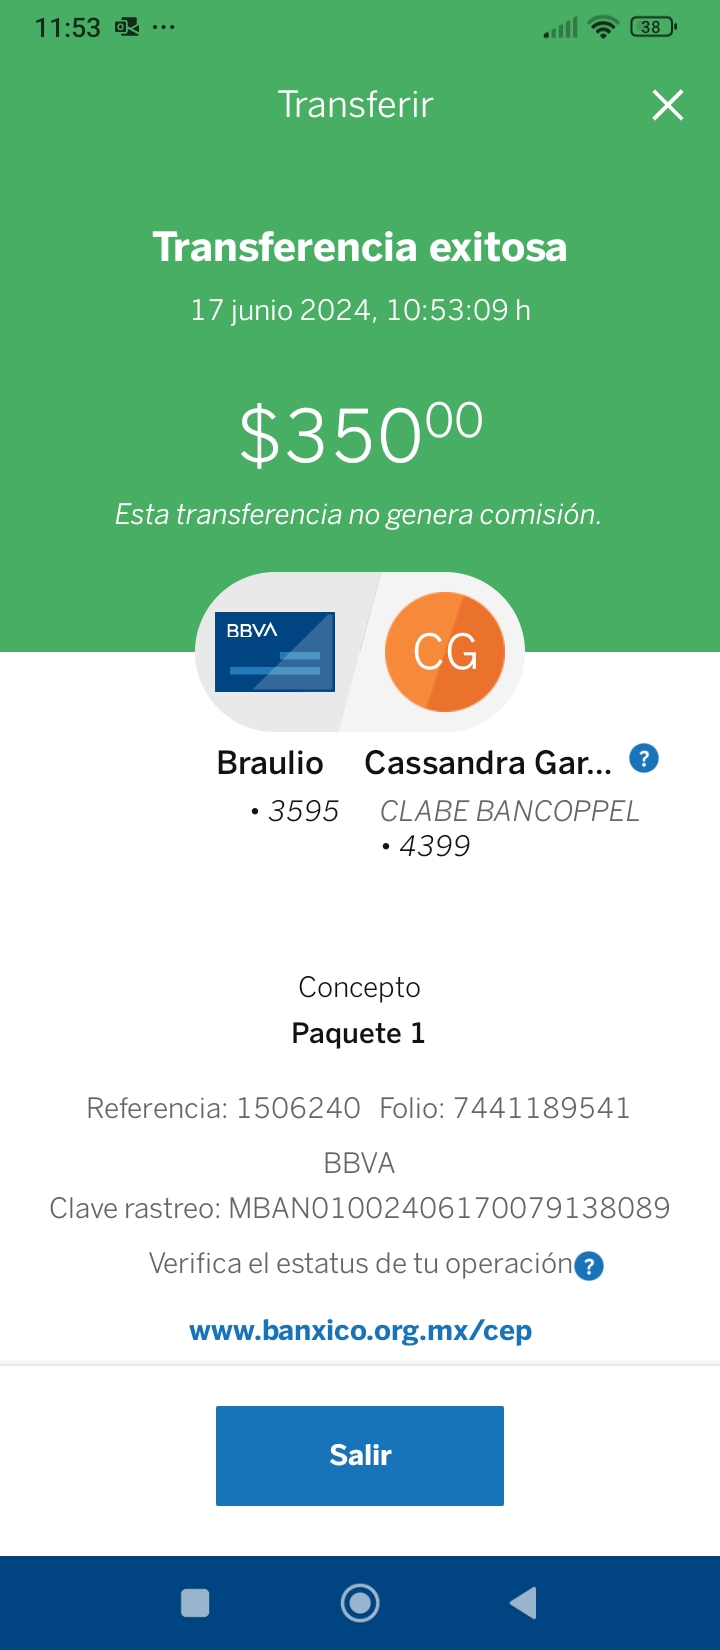 11:53
38
Transferir
Transferencia exitosa
17 junio 2024, 10:53:09 h
$350⁰⁰
Esta transferencia no genera comisión.
BBVA
CG
Braulio Cassandra Gar... ?
• 3595 CLABE BANCOPPEL
• 4399
Concepto
Paquete 1
Referencia: 1506240 Folio: 7441189541
BBVA
Clave rastreo: MBAN01002406170079138089
Verifica el estatus de tu operación ?
www.banxico.org.mx/cep
Salir